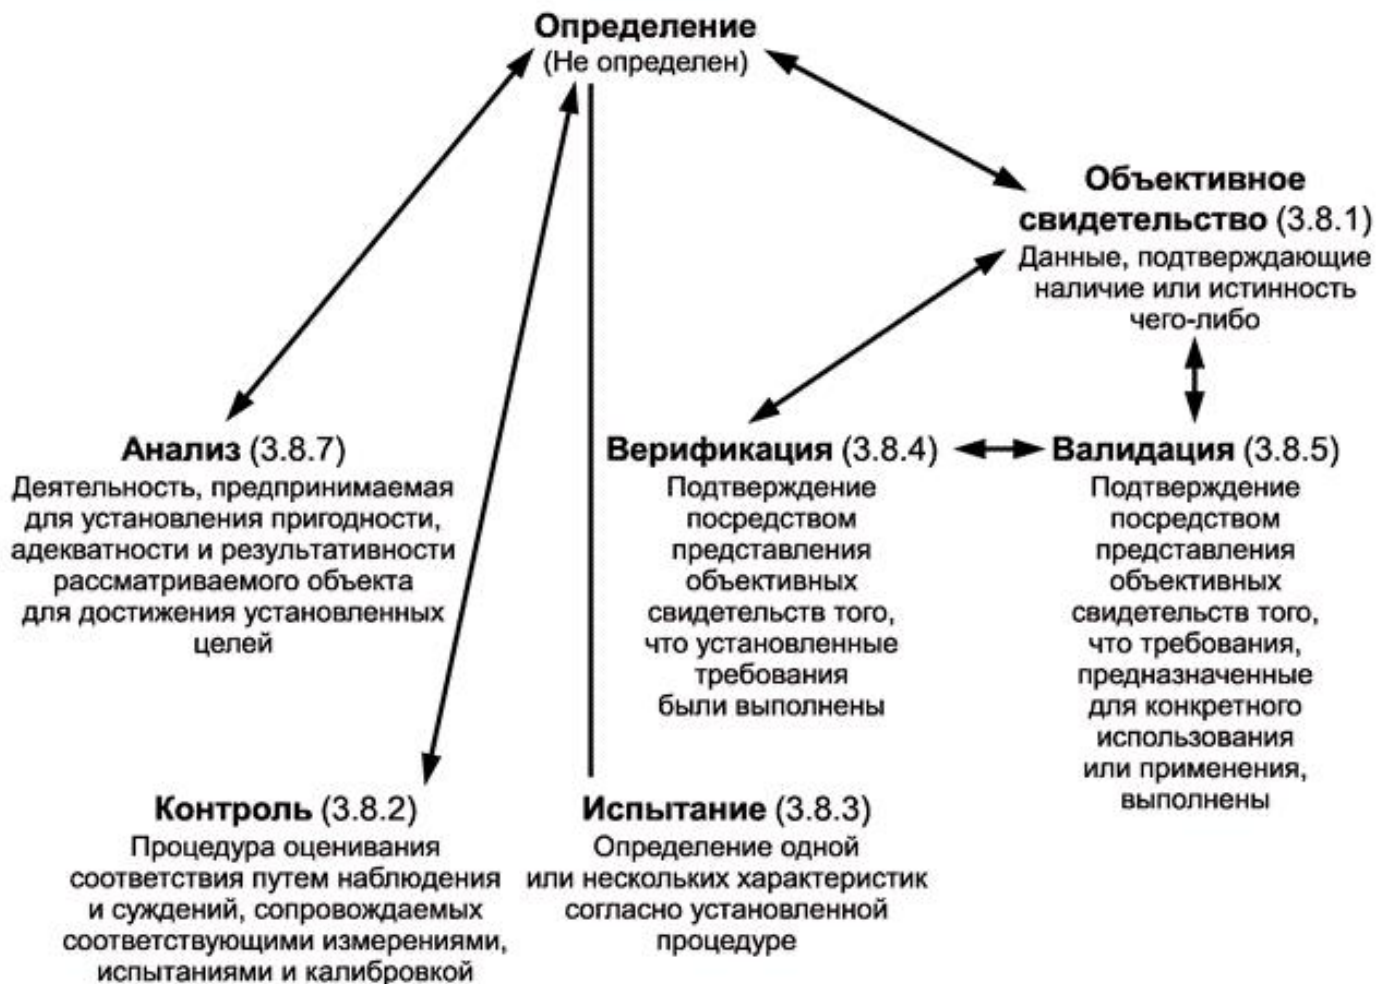 Определение
(Не определен)
Объективное
свидетельство (3.8.1)
Данные, подтверждающие
наличие или истинность
чего-либо
Анализ (3.8.7)
Деятельность, предпринимаемая
для установления пригодности,
адекватности и результативности
рассматриваемого объекта
для достижения установленных
целей
Верификация (3.8.4)
Подтверждение
посредством
представления
объективных
свидетельств того,
что установленные
требования
были выполнены
Валидация (3.8.5)
Подтверждение
посредством
представления
объективных
свидетельств того,
что требования,
предназначенные
для конкретного
использования
или применения,
выполнены
Контроль (3.8.2)
Процедура оценивания
соответствия путем наблюдения
и суждений, сопровождаемых
соответствующими измерениями,
испытаниями и калибровкой
Испытание (3.8.3)
Определение одной
или нескольких характеристик
согласно установленной
процедуре